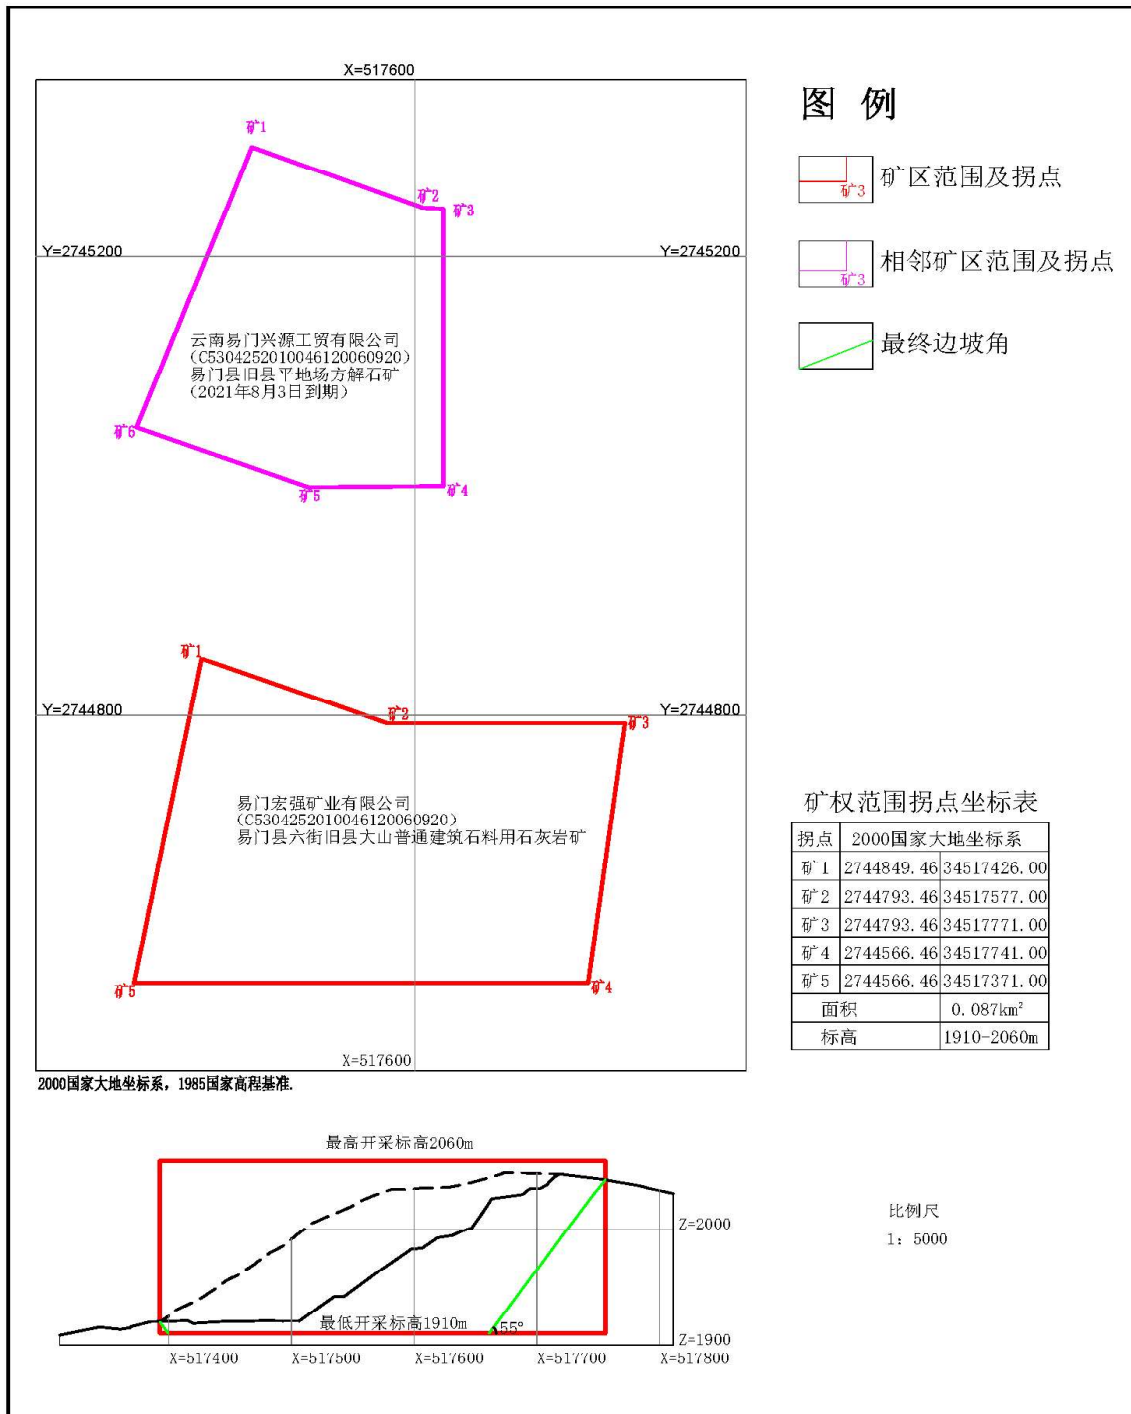 X=517600
图 例
矿1
矿2
矿3
矿3
矿区范围及拐点
Y=2745200
Y=2745200
矿3
相邻矿区范围及拐点
云南易门兴源工贸有限公司
(C5304252010046120060920)
易门县旧县平地场方解石矿
(2021年8月3日到期)
最终边坡角
矿6
矿5
矿4
矿1
Y=2744800
矿2
Y=2744800
矿3
易门宏强矿业有限公司
(C5304252010046120060920)
易门县六街旧县大山普通建筑石料用石灰岩矿
矿5
矿4
X=517600
矿权范围拐点坐标表
拐点 2000国家大地坐标系
矿1 2744849.46 34517426.00
矿2 2744793.46 34517577.00
矿3 2744793.46 34517771.00
矿4 2744566.46 34517741.00
矿5 2744566.46 34517371.00
面积 0.087km²
标高 1910-2060m
2000国家大地坐标系，1985国家高程基准.
最高开采标高2060m
Z=2000
最低开采标高1910m
55°
Z=1900
X=517400 X=517500 X=517600 X=517700 X=517800
比例尺
1: 5000